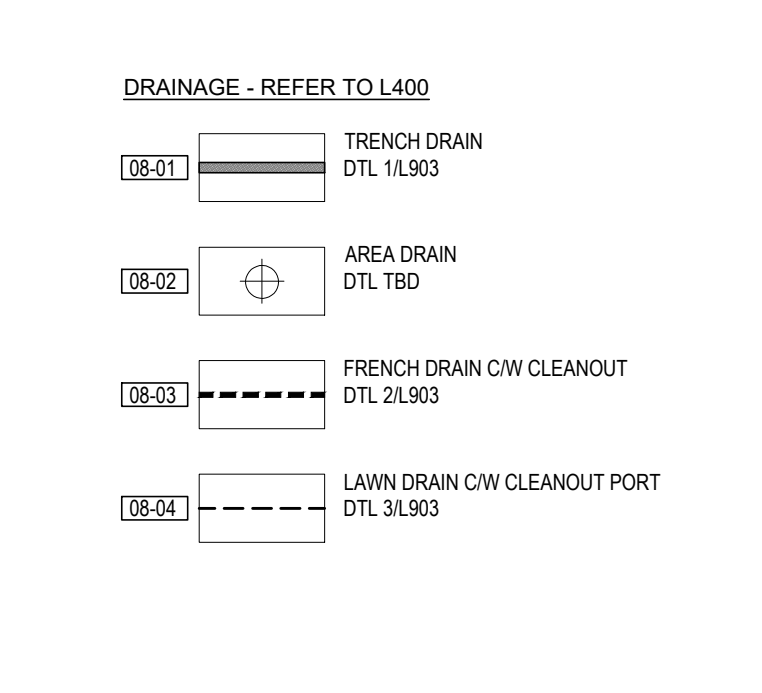 DRAINAGE - REFER TO L400
08-01
TRENCH DRAIN
DTL 1/L903
08-02
AREA DRAIN
DTL TBD
08-03
FRENCH DRAIN C/W CLEANOUT
DTL 2/L903
08-04
LAWN DRAIN C/W CLEANOUT PORT
DTL 3/L903